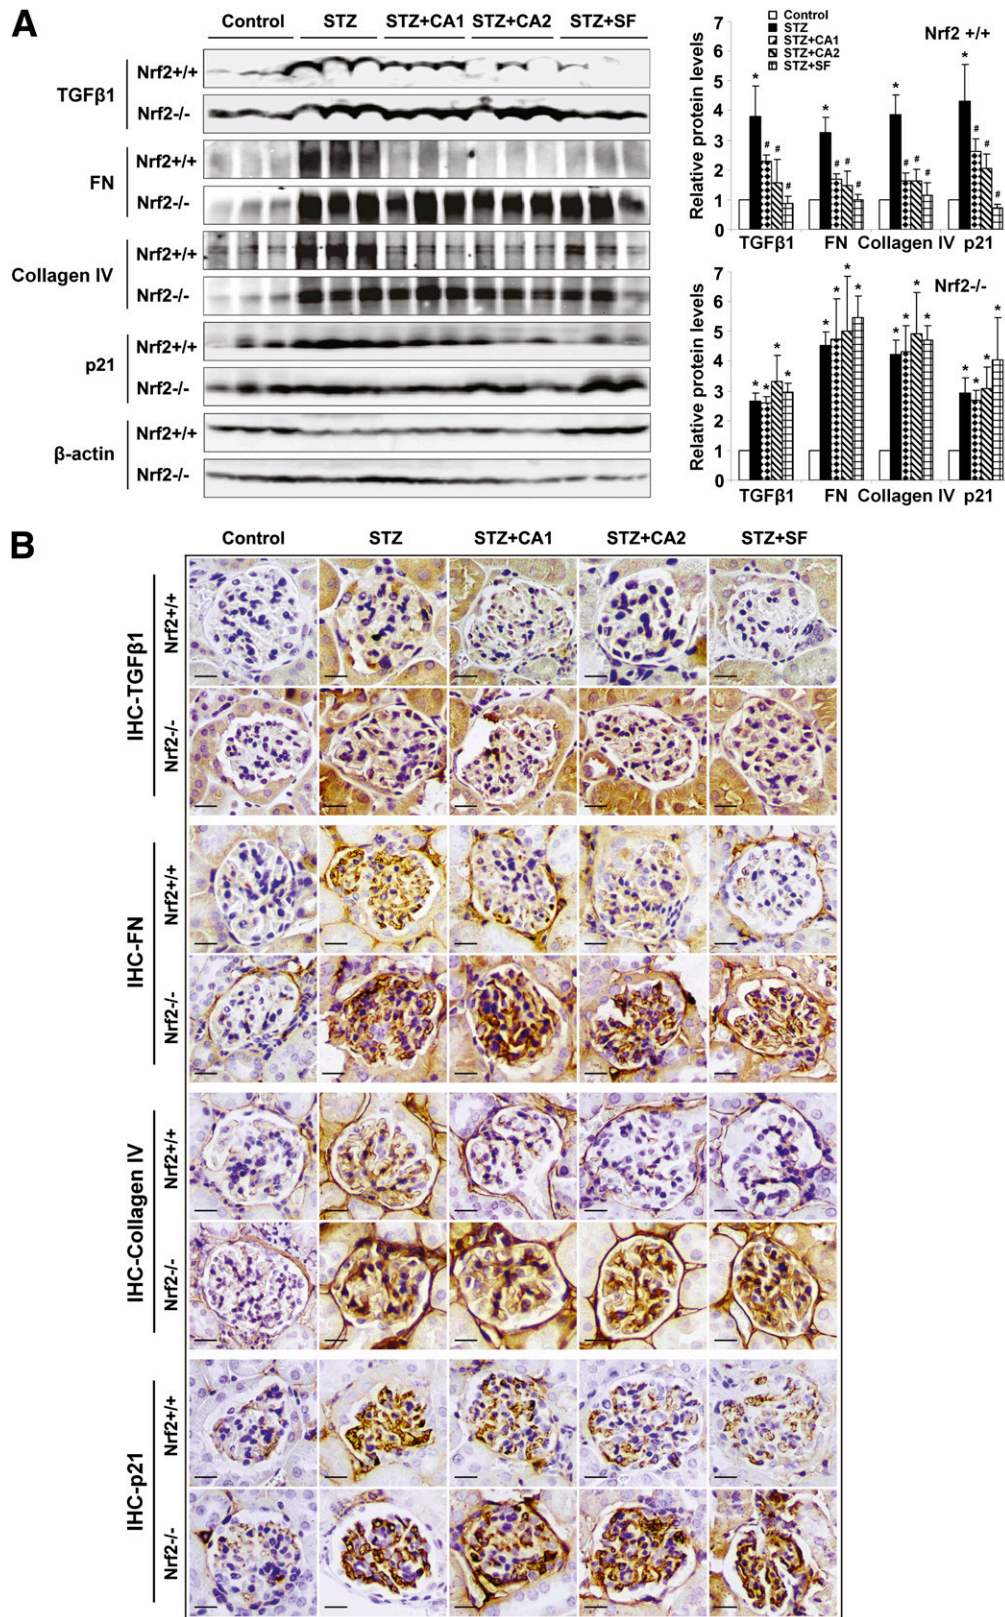 A
Control STZ STZ+CA1 STZ+CA2 STZ+SF
TGFβ1
Nrf2+/+
Nrf2-/-
FN
Nrf2+/+
Nrf2-/-
Collagen IV
Nrf2+/+
Nrf2-/-
p21
Nrf2+/+
Nrf2-/-
β-actin
Nrf2+/+
Nrf2-/-
Relative protein levels
7
6
5
4
3
2
1
0
Control
STZ
STZ+CA1
STZ+CA2
STZ+SF
Nrf2 +/+
* # # #
* # # #
* # # #
* # # #
TGFβ1 FN Collagen IV p21
Relative protein levels
7
6
5
4
3
2
1
0
Nrf2-/-
* * * *
* * * *
* * * *
* * * *
TGFβ1 FN Collagen IV p21
B
Control STZ STZ+CA1 STZ+CA2 STZ+SF
IHC-TGFβ1
Nrf2+/+
Nrf2-/-
IHC-FN
Nrf2+/+
Nrf2-/-
IHC-Collagen IV
Nrf2+/+
Nrf2-/-
IHC-p21
Nrf2+/+
Nrf2-/-